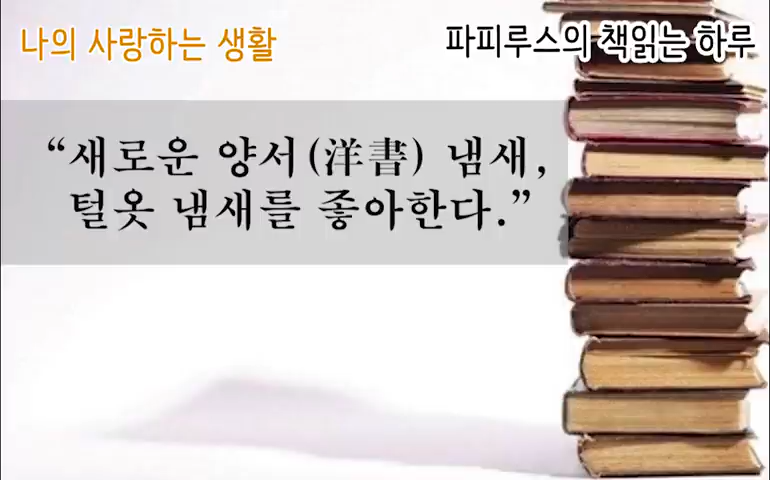 나의 사랑하는 생활
파피루스의 책읽는 하루
“새로운 양서(洋書) 냄새,
털옷 냄새를 좋아한다.”